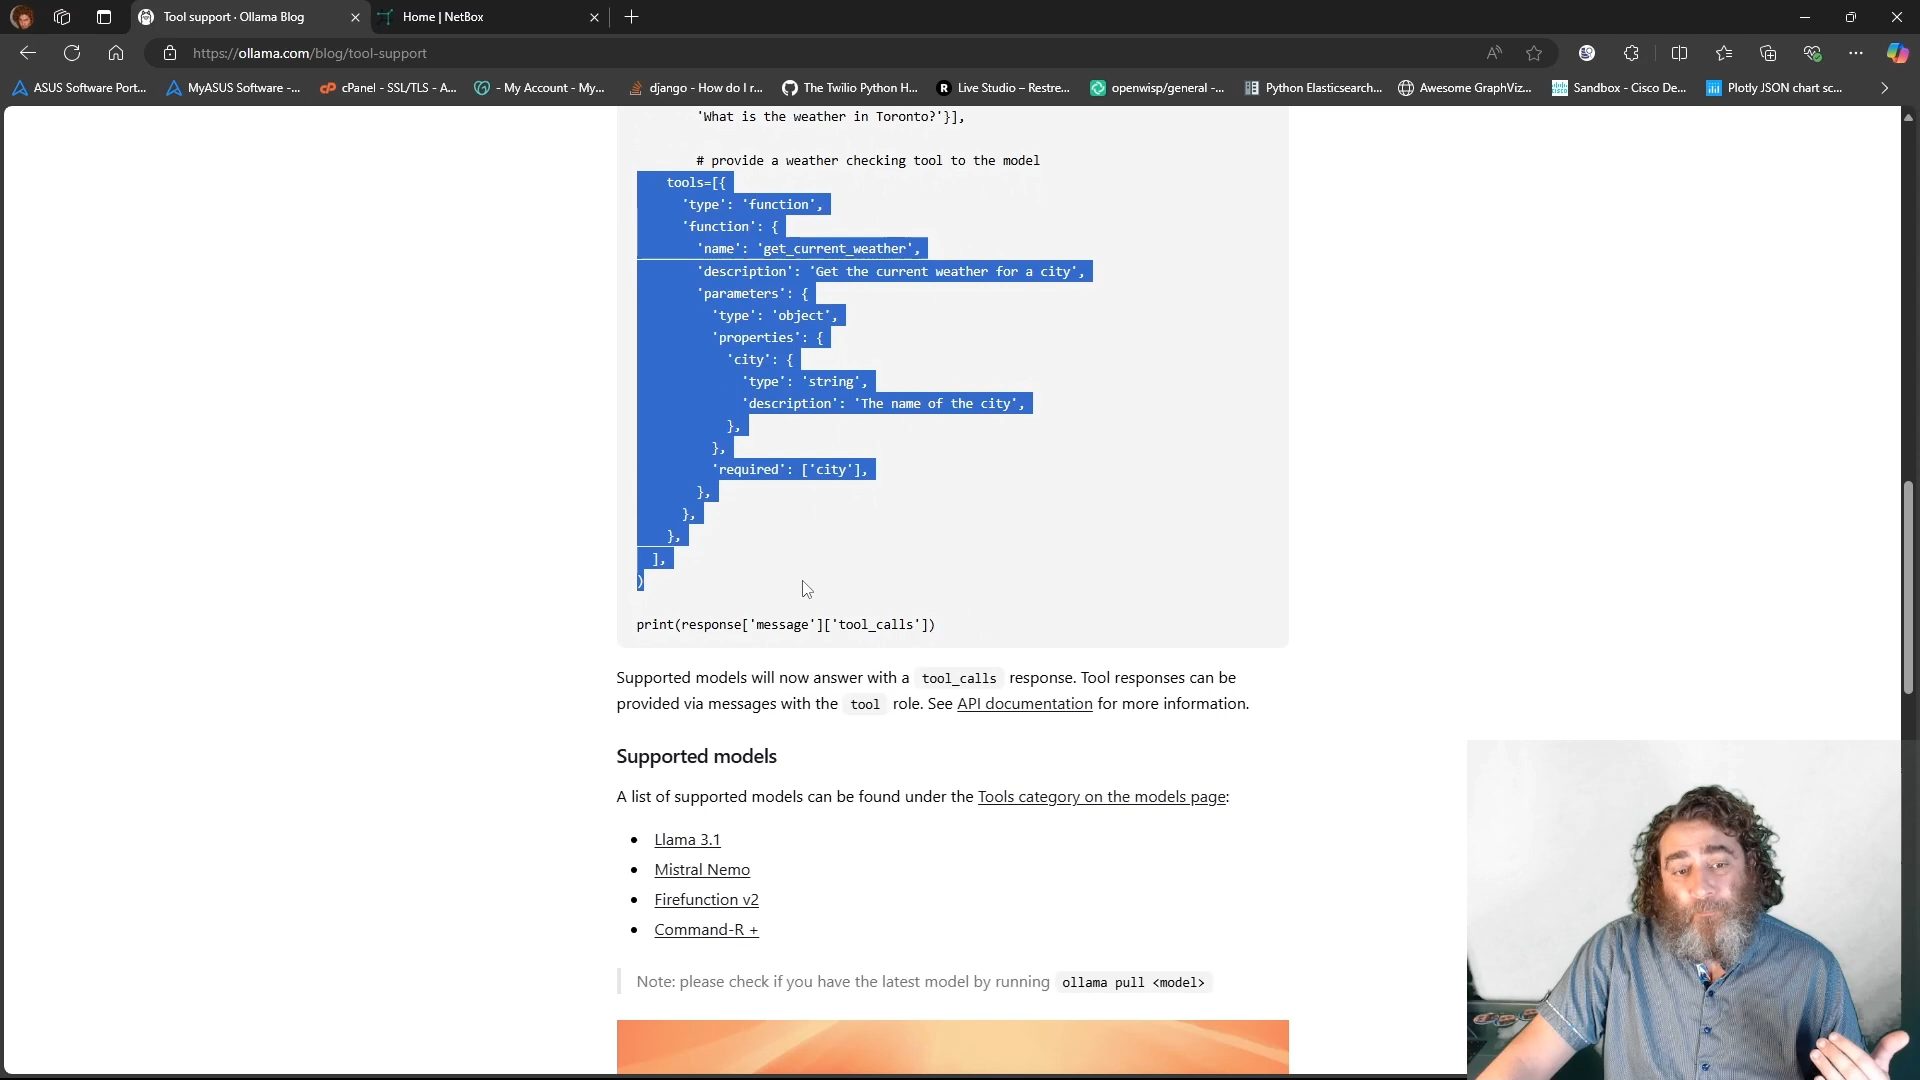 Tool support · Ollama Blog
Home | NetBox
https://ollama.com/blog/tool-support
ASUS Software Port...
MyASUS Software -...
cPanel - SSL/TLS - A...
- My Account - My...
django - How do I r...
The Twilio Python H...
Live Studio – Restre...
openwisp/general -...
Python Elasticsearch...
Awesome GraphViz...
Sandbox - Cisco De...
Plotly JSON chart sc...
'What is the weather in Toronto?'}],
# provide a weather checking tool to the model
tools=[{
'type': 'function',
'function': {
'name': 'get_current_weather',
'description': 'Get the current weather for a city',
'parameters': {
'type': 'object',
'properties': {
'city': {
'type': 'string',
'description': 'The name of the city',
},
},
'required': ['city'],
},
},
},
],
)
print(response['message']['tool_calls'])
Supported models will now answer with a tool_calls response. Tool responses can be
provided via messages with the tool role. See API documentation for more information.
Supported models
A list of supported models can be found under the Tools category on the models page:
• Llama 3.1
• Mistral Nemo
• Firefunction v2
• Command-R +
Note: please check if you have the latest model by running ollama pull <model>